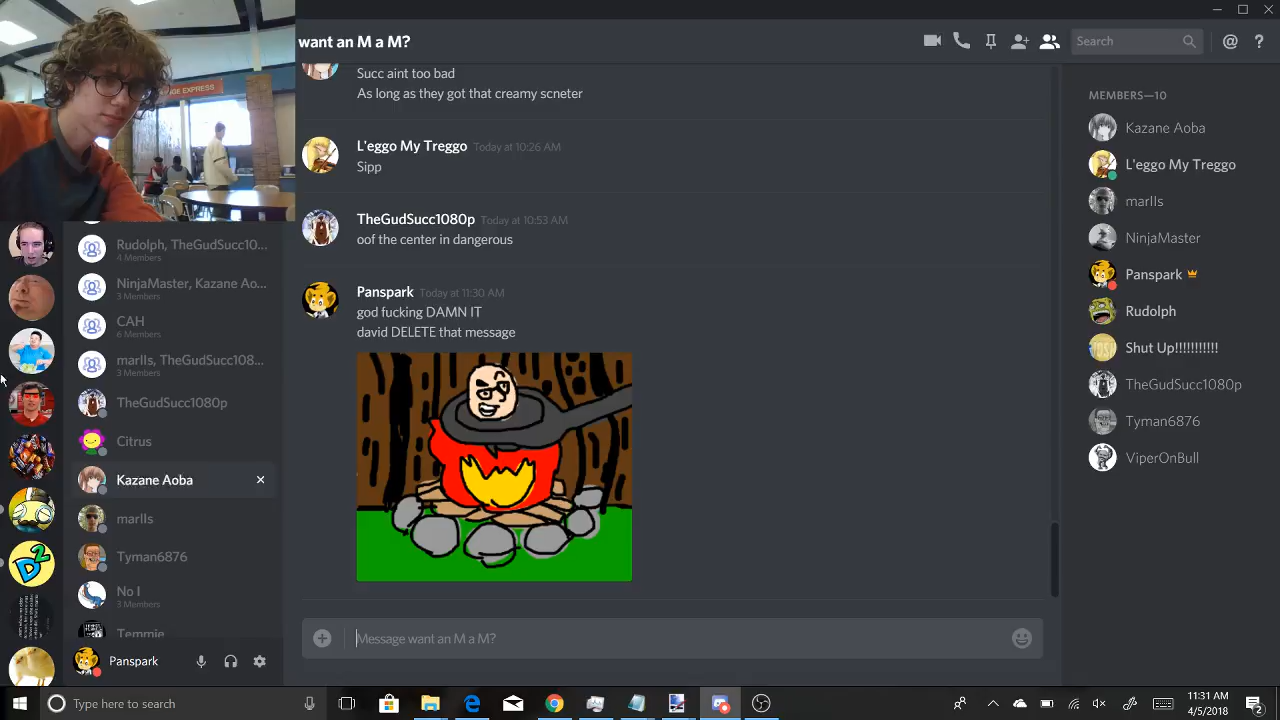 GE EXPRESS
want an M a M?
Search
Succ aint too bad
As long as they got that creamy scneter
L'eggo My Treggo Today at 10:26 AM
Sipp
TheGudSucc1080p Today at 10:53 AM
oof the center in dangerous
Panspark Today at 11:30 AM
god fucking DAMN IT
david DELETE that message
Message want an M a M?
Rudolph, TheGudSucc10...
4 Members
NinjaMaster, Kazane Ao...
3 Members
CAH
6 Members
marlls, TheGudSucc108...
3 Members
TheGudSucc1080p
Citrus
Kazane Aoba
marlls
Tyman6876
No I
3 Members
Temmie
Panspark
MEMBERS—10
Kazane Aoba
L'eggo My Treggo
marlls
NinjaMaster
Panspark
Rudolph
Shut Up!!!!!!!!!!!
TheGudSucc1080p
Tyman6876
ViperOnBull
Type here to search
11:31 AM
4/5/2018
2